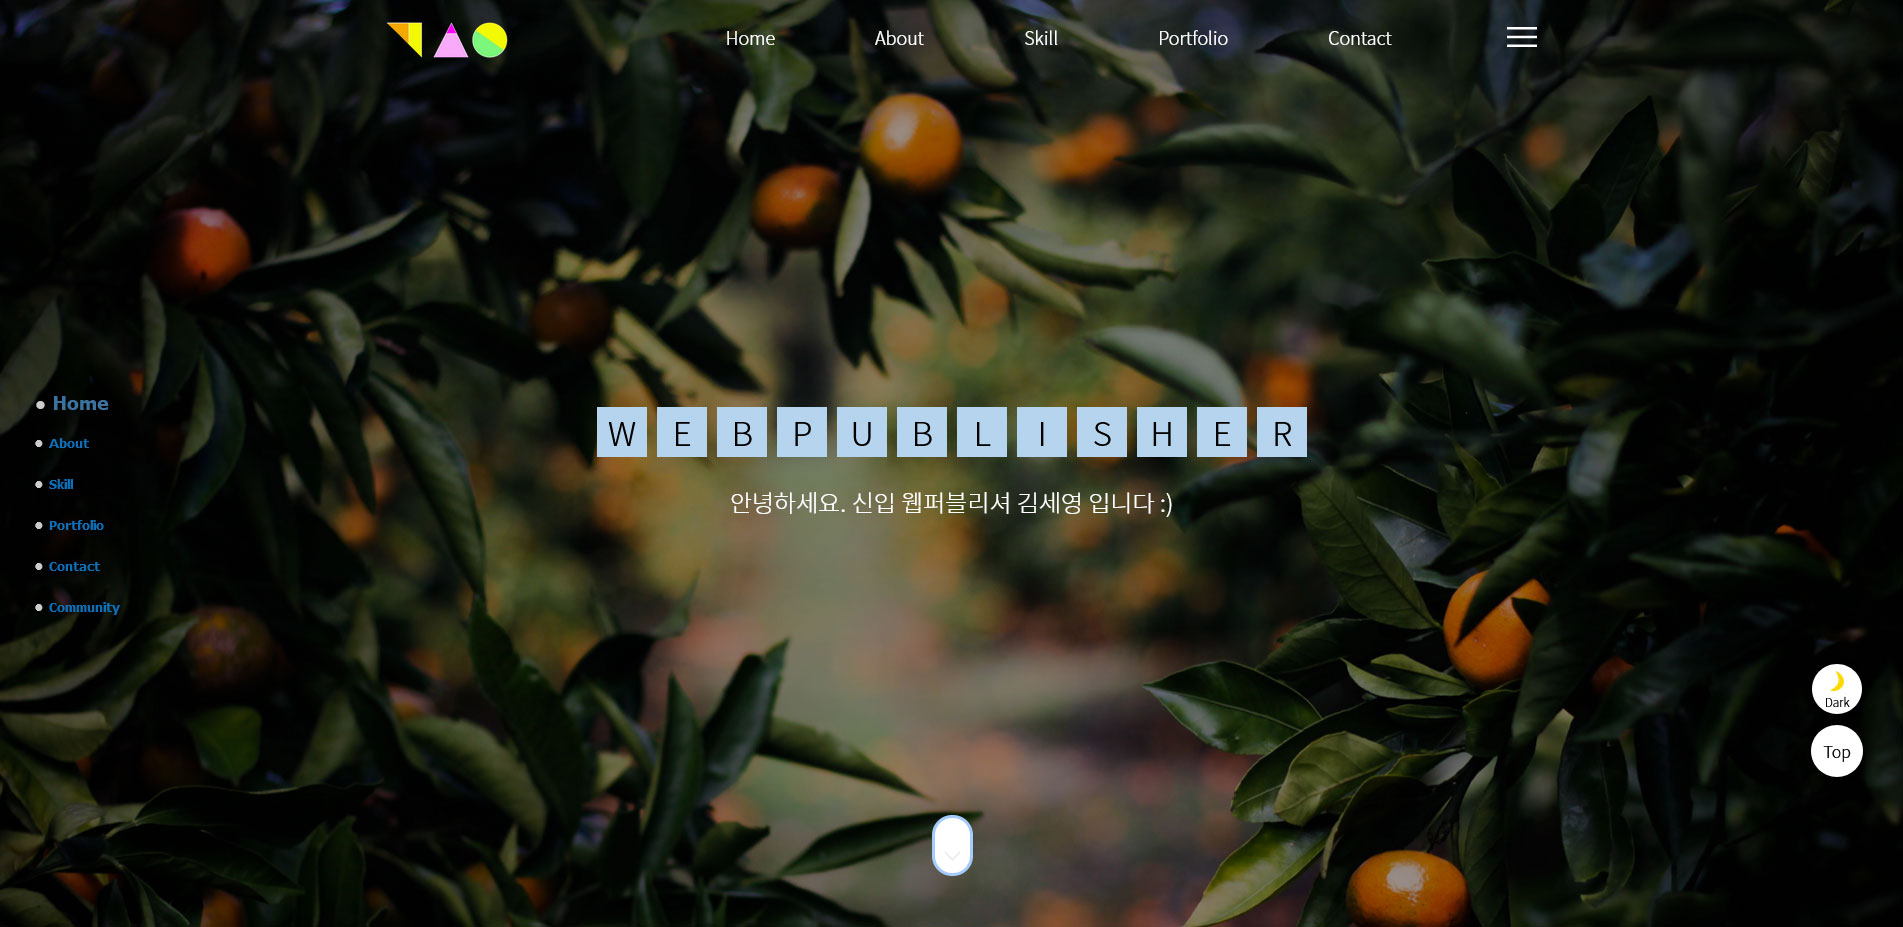 Home About Skill Portfolio Contact
Home
About
Skill
Portfolio
Contact
Community
WEBPUBLISHER
안녕하세요. 신입 웹퍼블리셔 김세영 입니다 :)
Dark
Top